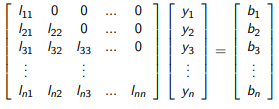 l₁₁ 0 0 ... 0 y₁ b₁
l₂₁ l₂₂ 0 ... 0 y₂ b₂
l₃₁ l₃₂ l₃₃ ... 0 y₃ = b₃
⋮ ⋮ ⋮ ⋮
lₙ₁ lₙ₂ lₙ₃ ... lₙₙ yₙ bₙ